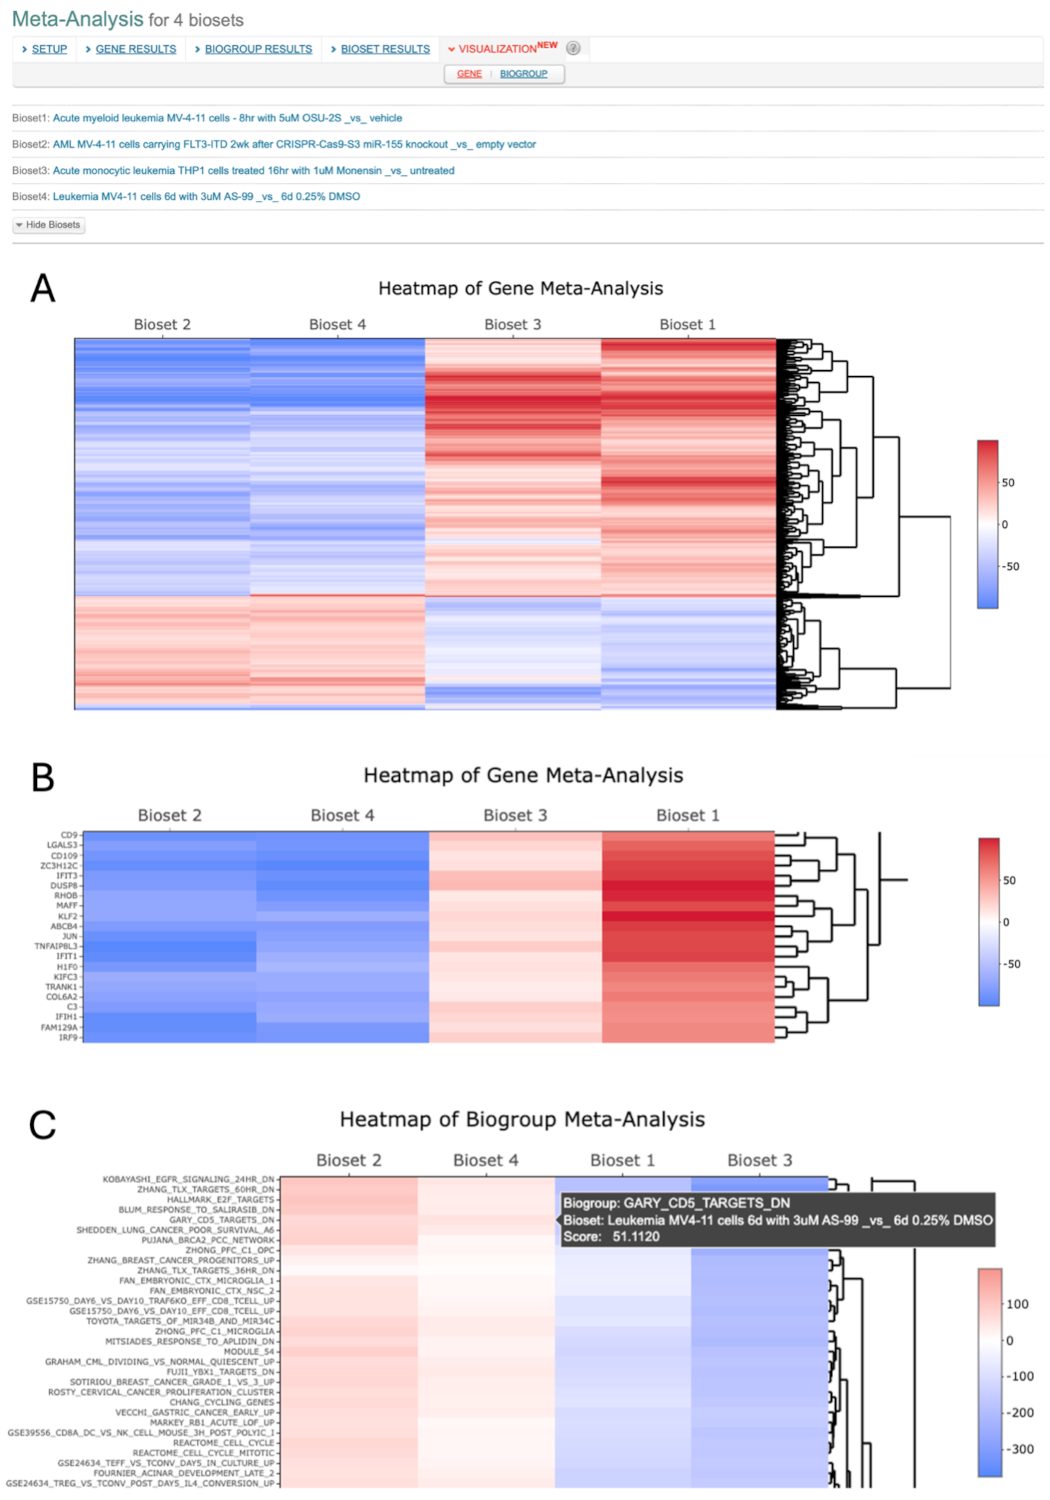 Meta-Analysis for 4 biosets
SETUP GENE RESULTS BIOGROUP RESULTS BIOSET RESULTS VISUALIZATION NEW ?
GENE | BIOGROUP
Bioset1: Acute myeloid leukemia MV-4-11 cells - 8hr with 5uM OSU-2S _vs_ vehicle
Bioset2: AML MV-4-11 cells carrying FLT3-ITD 2wk after CRISPR-Cas9-S3 miR-155 knockout _vs_ empty vector
Bioset3: Acute monocytic leukemia THP1 cells treated 16hr with 1uM Monensin _vs_ untreated
Bioset4: Leukemia MV4-11 cells 6d with 3uM AS-99 _vs_ 6d 0.25% DMSO
Hide Biosets
A
Heatmap of Gene Meta-Analysis
Bioset 2 Bioset 4 Bioset 3 Bioset 1
50
0
-50
B
Heatmap of Gene Meta-Analysis
Bioset 2 Bioset 4 Bioset 3 Bioset 1
CD9
LGALS3
CD109
ZC3H12C
IFIT3
DUSP8
RHOB
MAFF
KLF2
ABCB4
JUN
TNFAIP8L3
IFIT1
H1F0
KIFC3
TRANK1
COL6A2
C3
IFIH1
FAM129A
IRF9
50
0
-50
C
Heatmap of Biogroup Meta-Analysis
Bioset 2 Bioset 4 Bioset 1 Bioset 3
KOBAYASHI_EGFR_SIGNALING_24HR_DN
ZHANG_TLX_TARGETS_60HR_DN
HALLMARK_E2F_TARGETS
BLUM_RESPONSE_TO_SALIRASIB_DN
GARY_CD5_TARGETS_DN
SHEDDEN_LUNG_CANCER_POOR_SURVIVAL_A6
PUJANA_BRCA2_PCC_NETWORK
ZHONG_PFC_C1_OPC
ZHANG_BREAST_CANCER_PROGENITORS_UP
ZHANG_TLX_TARGETS_36HR_DN
FAN_EMBRYONIC_CTX_MICROGLIA_1
FAN_EMBRYONIC_CTX_NSC_2
GSE15750_DAY6_VS_DAY10_TRAF6KO_EFF_CD8_TCELL_UP
GSE15750_DAY6_VS_DAY10_EFF_CD8_TCELL_UP
TOYOTA_TARGETS_OF_MIR34B_AND_MIR34C
ZHONG_PFC_C1_MICROGLIA
MITSIADES_RESPONSE_TO_APLIDIN_DN
MODULE_54
GRAHAM_CML_DIVIDING_VS_NORMAL_QUIESCENT_UP
FUJII_YBX1_TARGETS_DN
SOTIRIOU_BREAST_CANCER_GRADE_1_VS_3_UP
ROSTY_CERVICAL_CANCER_PROLIFERATION_CLUSTER
CHANG_CYCLING_GENES
VECCHI_GASTRIC_CANCER_EARLY_UP
MARKEY_RB1_ACUTE_LOF_UP
GSE39556_CD8A_DC_VS_NK_CELL_MOUSE_3H_POST_POLYIC_I
REACTOME_CELL_CYCLE
REACTOME_CELL_CYCLE_MITOTIC
GSE24634_TEFF_VS_TCONV_DAY5_IN_CULTURE_UP
FOURNIER_ACINAR_DEVELOPMENT_LATE_2
GSE24634_TREG_VS_TCONV_POST_DAY5_IL4_CONVERSION_UP
Biogroup: GARY_CD5_TARGETS_DN
Bioset: Leukemia MV4-11 cells 6d with 3uM AS-99 _vs_ 6d 0.25% DMSO
Score: 51.1120
100
0
-100
-200
-300